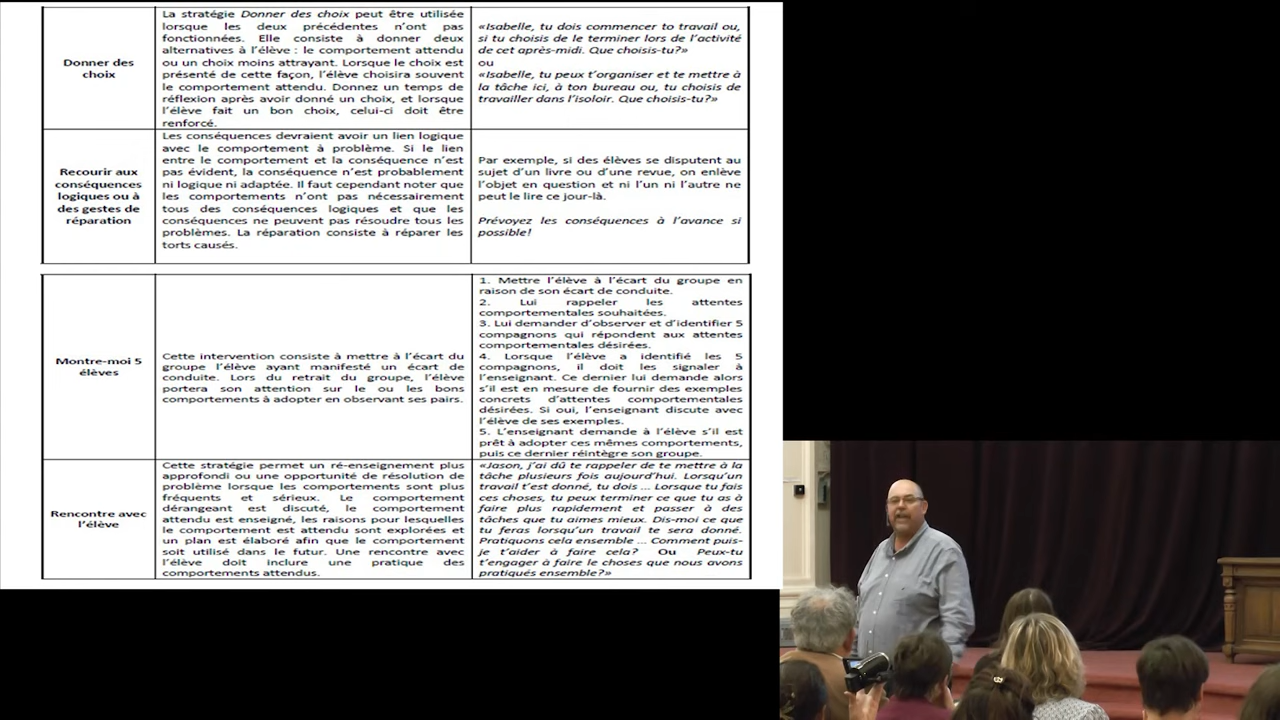 Donner des
choix
La stratégie Donner des choix peut être utilisée
lorsque les deux précédentes n'ont pas
fonctionnées. Elle consiste à donner deux
alternatives à l'élève : le comportement attendu
ou un choix moins attrayant. Lorsque le choix est
présenté de cette façon, l'élève choisira souvent
le comportement attendu. Donnez un temps de
réflexion après avoir donné un choix, et lorsque
l'élève fait un bon choix, celui-ci doit être
renforcé.
«Isabelle, tu dois commencer to travail ou,
si tu choisis de le terminer lors de l'activité
de cet après-midi. Que choisis-tu?»
ou
«Isabelle, tu peux t'organiser et te mettre à
la tâche ici, à ton bureau ou, tu choisis de
travailler dans l'isoloir. Que choisis-tu?»
Recourir aux
conséquences
logiques ou à
des gestes de
réparation
Les conséquences devraient avoir un lien logique
avec le comportement à problème. Si le lien
entre le comportement et la conséquence n'est
pas évident, la conséquence n'est probablement
ni logique ni adaptée. Il faut cependant noter que
les comportements n'ont pas nécessairement
tous des conséquences logiques et que les
conséquences ne peuvent pas résoudre tous les
problèmes. La réparation consiste à réparer les
torts causés.
Par exemple, si des élèves se disputent au
sujet d'un livre ou d'une revue, on enlève
l'objet en question et ni l'un ni l'autre ne
peut le lire ce jour-là.
Prévoyez les conséquences à l'avance si
possible!
Montre-moi 5
élèves
Cette intervention consiste à mettre à l'écart du
groupe l'élève ayant manifesté un écart de
conduite. Lors du retrait du groupe, l'élève
portera son attention sur le ou les bons
comportements à adopter en observant ses pairs.
1. Mettre l'élève à l'écart du groupe en
raison de son écart de conduite.
2. Lui rappeler les attentes
comportementales souhaitées.
3. Lui demander d'observer et d'identifier 5
compagnons qui répondent aux attentes
comportementales désirées.
4. Lorsque l'élève a identifié les 5
compagnons, il doit les signaler à
l'enseignant. Ce dernier lui demande alors
s'il est en mesure de fournir des exemples
concrets d'attentes comportementales
désirées. Si oui, l'enseignant discute avec
l'élève de ses exemples.
5. L'enseignant demande à l'élève s'il est
prêt à adopter ces mêmes comportements,
puis ce dernier réintègre son groupe.
Rencontre avec
l'élève
Cette stratégie permet un ré-enseignement plus
approfondi ou une opportunité de résolution de
problème lorsque les comportements sont plus
fréquents et sérieux. Le comportement
dérangeant est discuté, le comportement
attendu est enseigné, les raisons pour lesquelles
le comportement est attendu sont explorées et
un plan est élaboré afin que le comportement
soit utilisé dans le futur. Une rencontre avec
l'élève doit inclure une pratique des
comportements attendus.
«Jason, j'ai dû te rappeler de te mettre à la
tâche plusieurs fois aujourd'hui. Lorsqu'un
travail t'est donné, tu dois ... Lorsque tu fais
ces choses, tu peux terminer ce que tu as à
faire plus rapidement et passer à des
tâches que tu aimes mieux. Dis-moi ce que
tu feras lorsqu'un travail te sera donné.
Pratiquons cela ensemble ... Comment puis-
je t'aider à faire cela? Ou Peux-tu
t'engager à faire le choses que nous avons
pratiqués ensemble?»